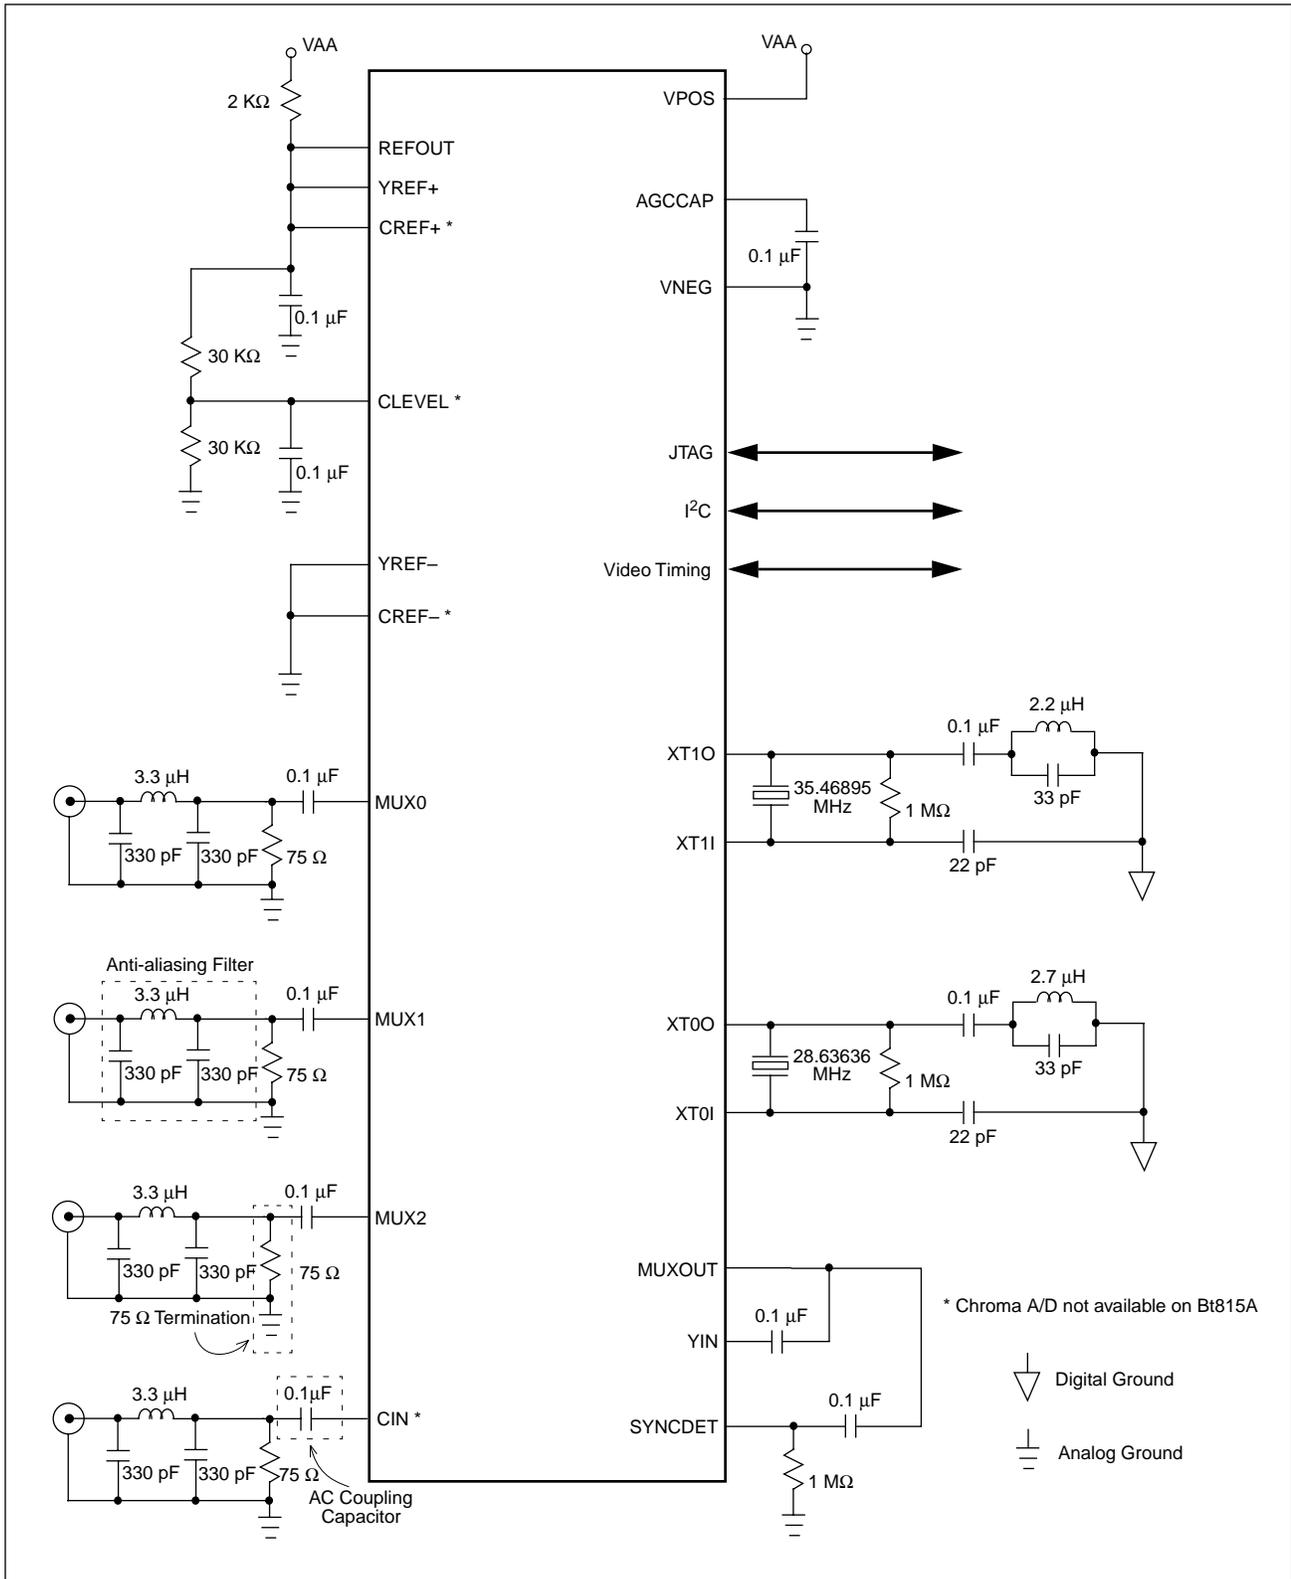 VAA
2 KΩ
REFOUT
YREF+
CREF+ *
0.1 μF
30 KΩ
CLEVEL *
30 KΩ
0.1 μF
YREF–
CREF– *
3.3 μH
0.1 μF
MUX0
330 pF
330 pF
75 Ω
Anti-aliasing Filter
3.3 μH
0.1 μF
MUX1
330 pF
330 pF
75 Ω
3.3 μH
0.1 μF
MUX2
330 pF
330 pF
75 Ω
75 Ω Termination
3.3 μH
0.1μF
CIN *
330 pF
330 pF
75 Ω
AC Coupling
Capacitor
VAA
VPOS
AGCCAP
0.1 μF
VNEG
JTAG
I²C
Video Timing
2.2 μH
0.1 μF
XT1O
35.46895
MHz
1 MΩ
33 pF
XT1I
22 pF
2.7 μH
0.1 μF
XT0O
28.63636
MHz
1 MΩ
33 pF
XT0I
22 pF
MUXOUT
0.1 μF
YIN
0.1 μF
SYNCDET
1 MΩ
* Chroma A/D not available on Bt815A
Digital Ground
Analog Ground